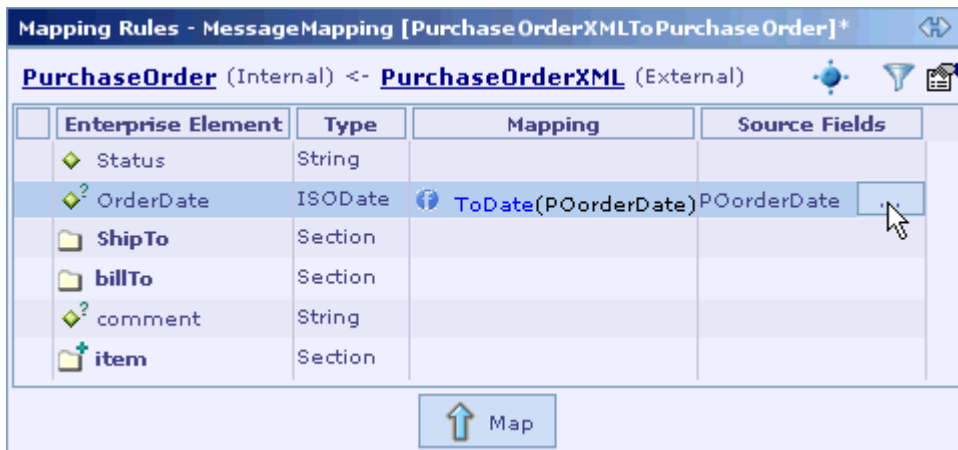 Mapping Rules - MessageMapping [PurchaseOrderXMLToPurchaseOrder]*
PurchaseOrder (Internal) <- PurchaseOrderXML (External)
Enterprise Element Type Mapping Source Fields
Status String
? OrderDate ISODate i ToDate(POorderDate) POorderDate ...
ShipTo Section
billTo Section
? comment String
item Section
Map